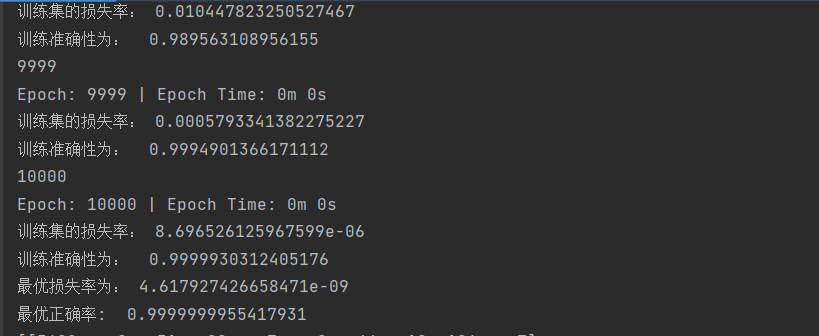 训练集的损失率： 0.010447823250527467
训练准确性为：  0.989563108956155
9999
Epoch: 9999 | Epoch Time: 0m 0s
训练集的损失率： 0.0005793341382275227
训练准确性为：  0.9994901366171112
10000
Epoch: 10000 | Epoch Time: 0m 0s
训练集的损失率： 8.696526125967599e-06
训练准确性为：  0.9999930312405176
最优损失率为： 4.617927426658471e-09
最优正确率:  0.9999999955417931